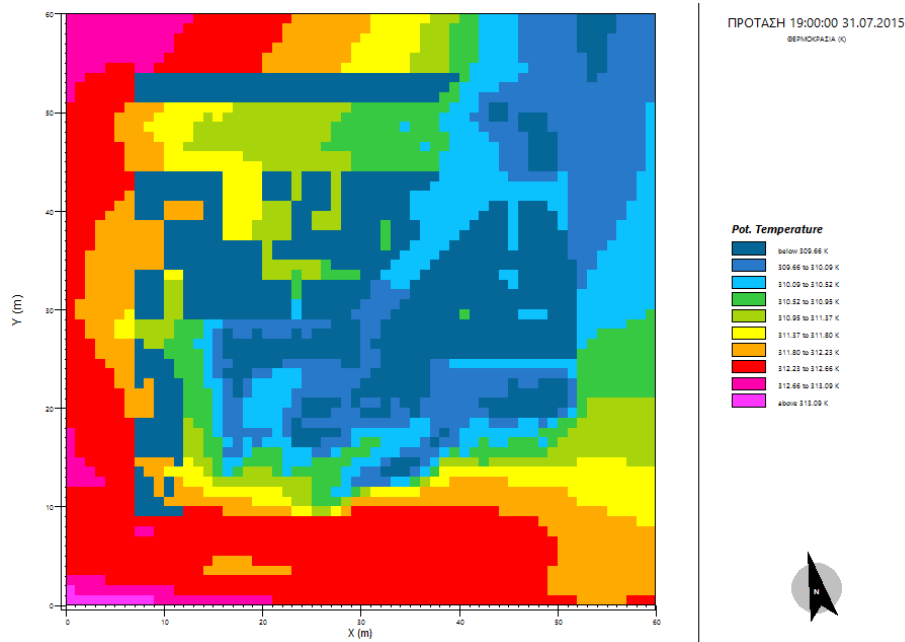 ΠΡΟΤΑΣΗ 19:00:00 31.07.2015
ΘΕΡΜΟΚΡΑΣΙΑ (K)
60
50
40
30
20
10
0
Y (m)
0 10 20 30 40 50 60
X (m)
Pot. Temperature
below 309.66 K
309.66 to 310.09 K
310.09 to 310.52 K
310.52 to 310.95 K
310.95 to 311.37 K
311.37 to 311.80 K
311.80 to 312.23 K
312.23 to 312.66 K
312.66 to 313.09 K
above 313.09 K
N